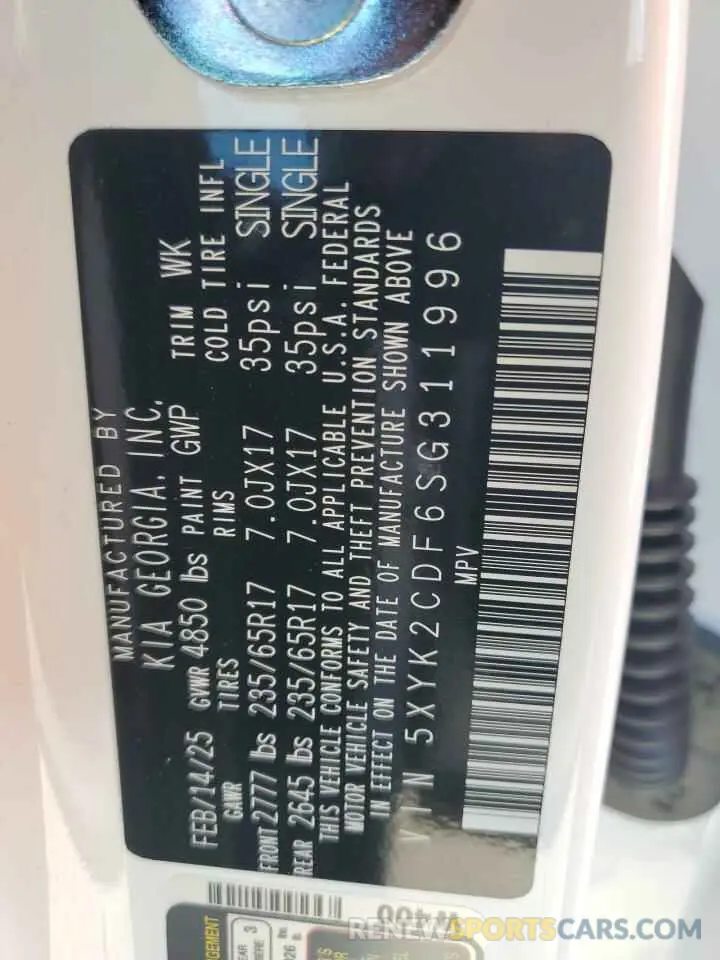 MANUFACTURED BY
KIA GEORGIA, INC.
FEB/14/25 GVWR 4850 lbs PAINT GWP TRIM WK
GAWR TIRES RIMS COLD TIRE INFL
FRONT 2777 lbs 235/65R17 7.0JX17 35psi SINGLE
REAR 2645 lbs 235/65R17 7.0JX17 35psi SINGLE
THIS VEHICLE CONFORMS TO ALL APPLICABLE U.S.A. FEDERAL
MOTOR VEHICLE SAFETY AND THEFT PREVENTION STANDARDS
IN EFFECT ON THE DATE OF MANUFACTURE SHOWN ABOVE
VIN 5XYK2CDF6SG311996
MPV
RENEWSPORTSCARS.COM